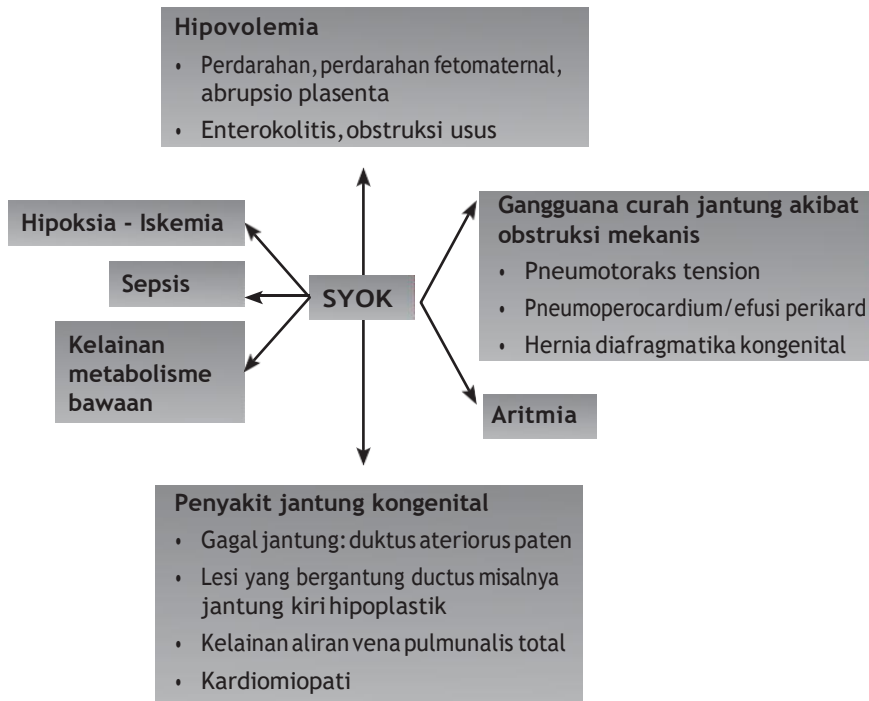 Hipovolemia
• Perdarahan, perdarahan fetomaternal,
abrupsio plasenta
• Enterokolitis, obstruksi usus
Hipoksia - Iskemia
Sepsis
Kelainan
metabolisme
bawaan
SYOK
Gangguana curah jantung akibat
obstruksi mekanis
• Pneumotoraks tension
• Pneumoperocardium/efusi perikard
• Hernia diafragmatika kongenital
Aritmia
Penyakit jantung kongenital
• Gagal jantung: duktus ateriorus paten
• Lesi yang bergantung ductus misalnya
jantung kiri hipoplastik
• Kelainan aliran vena pulmunalis total
• Kardiomiopati